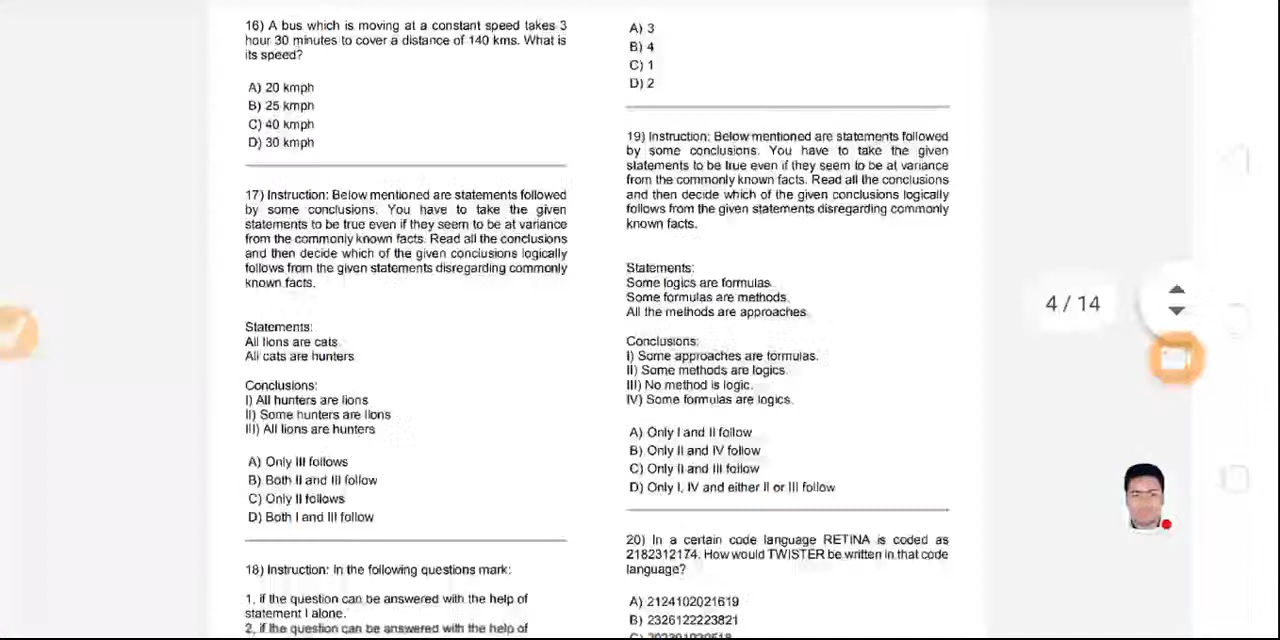 16) A bus which is moving at a constant speed takes 3
hour 30 minutes to cover a distance of 140 kms. What is
its speed?
A) 20 kmph
B) 25 kmph
C) 40 kmph
D) 30 kmph
17) Instruction: Below mentioned are statements followed
by some conclusions. You have to take the given
statements to be true even if they seem to be at variance
from the commonly known facts. Read all the conclusions
and then decide which of the given conclusions logically
follows from the given statements disregarding commonly
known facts.
Statements:
All lions are cats.
All cats are hunters
Conclusions:
I) All hunters are lions
II) Some hunters are lions
III) All lions are hunters
A) Only III follows
B) Both II and III follow
C) Only II follows
D) Both I and III follow
18) Instruction: In the following questions mark:
1, if the question can be answered with the help of
statement I alone.
2, if the question can be answered with the help of
A) 3
B) 4
C) 1
D) 2
19) Instruction: Below mentioned are statements followed
by some conclusions. You have to take the given
statements to be true even if they seem to be at variance
from the commonly known facts. Read all the conclusions
and then decide which of the given conclusions logically
follows from the given statements disregarding commonly
known facts.
Statements:
Some logics are formulas.
Some formulas are methods.
All the methods are approaches.
Conclusions:
I) Some approaches are formulas.
II) Some methods are logics.
III) No method is logic.
IV) Some formulas are logics.
A) Only I and II follow
B) Only II and IV follow
C) Only II and III follow
D) Only I, IV and either II or III follow
20) In a certain code language RETINA is coded as
2182312174. How would TWISTER be written in that code
language?
A) 2124102021619
B) 2326122223821
4 / 14